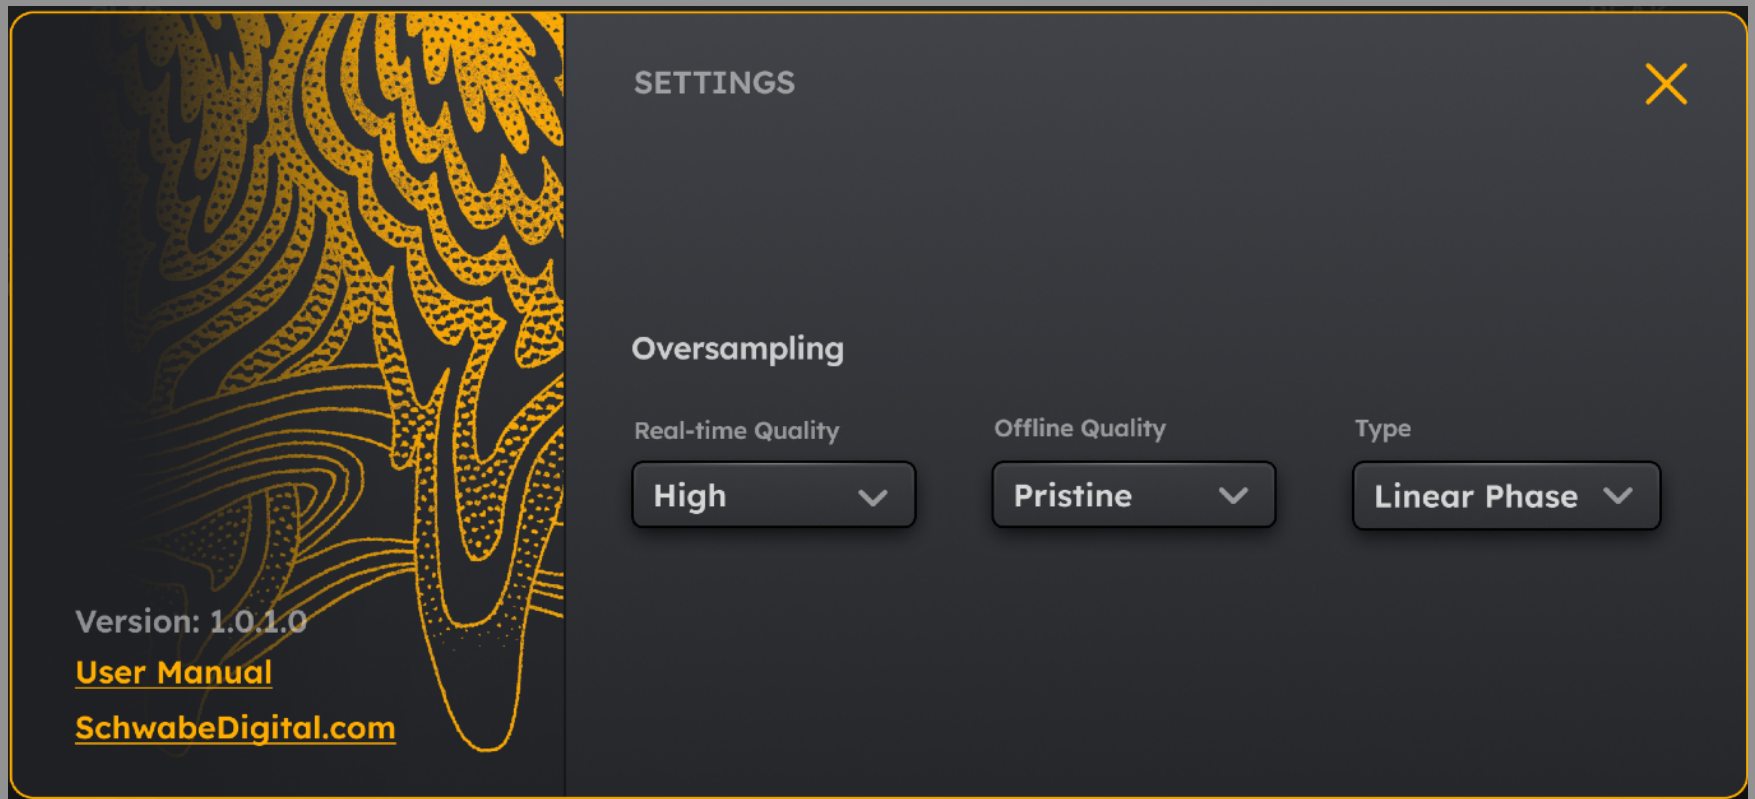 SETTINGS
Oversampling
Real-time Quality
Offline Quality
Type
High
Pristine
Linear Phase
Version: 1.0.1.0
User Manual
SchwabeDigital.com